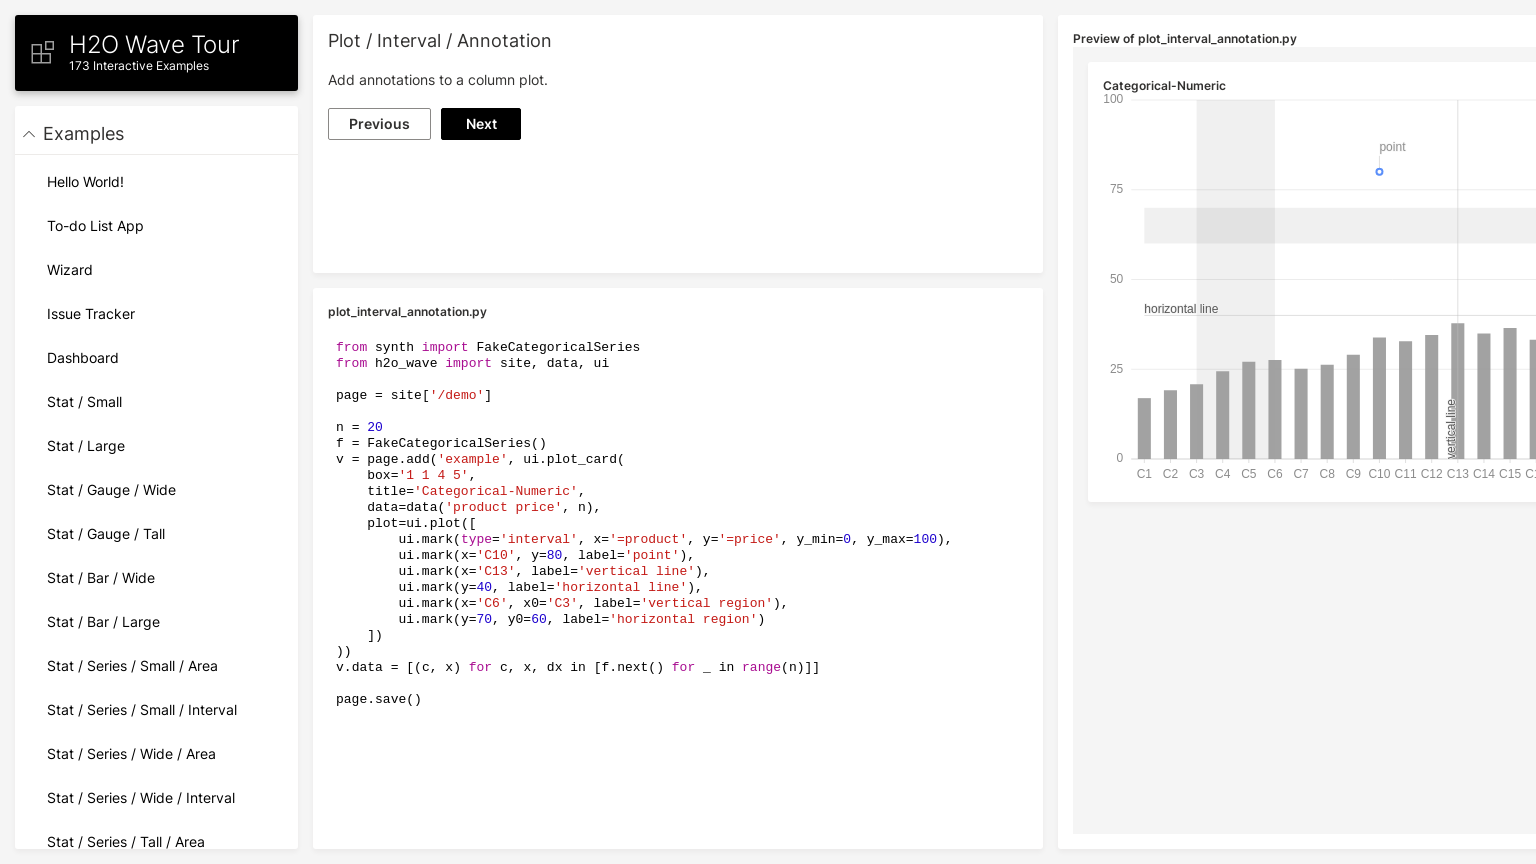 H2O Wave Tour
173 Interactive Examples
Examples
Hello World!
To-do List App
Wizard
Issue Tracker
Dashboard
Stat / Small
Stat / Large
Stat / Gauge / Wide
Stat / Gauge / Tall
Stat / Bar / Wide
Stat / Bar / Large
Stat / Series / Small / Area
Stat / Series / Small / Interval
Stat / Series / Wide / Area
Stat / Series / Wide / Interval
Stat / Series / Tall / Area
Plot / Interval / Annotation
Add annotations to a column plot.
Previous
Next
plot_interval_annotation.py
from synth import FakeCategoricalSeries
from h2o_wave import site, data, ui

page = site['/demo']

n = 20
f = FakeCategoricalSeries()
v = page.add('example', ui.plot_card(
    box='1 1 4 5',
    title='Categorical-Numeric',
    data=data('product price', n),
    plot=ui.plot([
        ui.mark(type='interval', x='=product', y='=price', y_min=0, y_max=100),
        ui.mark(x='C10', y=80, label='point'),
        ui.mark(x='C13', label='vertical line'),
        ui.mark(y=40, label='horizontal line'),
        ui.mark(x='C6', x0='C3', label='vertical region'),
        ui.mark(y=70, y0=60, label='horizontal region')
    ])
))
v.data = [(c, x) for c, x, dx in [f.next() for _ in range(n)]]

page.save()
Preview of plot_interval_annotation.py
Categorical-Numeric
100
point
75
50
horizontal line
25
vertical line
0
C1 C2 C3 C4 C5 C6 C7 C8 C9 C10 C11 C12 C13 C14 C15